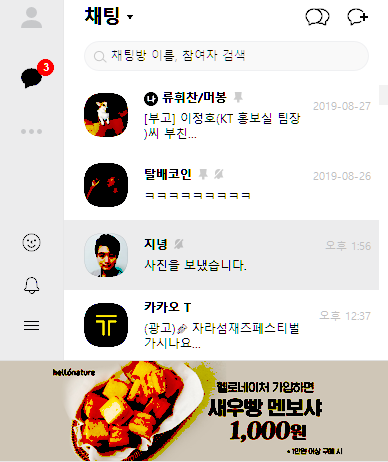 채팅
3
채팅방 이름, 참여자 검색
나 류휘찬/머봉
2019-08-27
[부고] 이정호(KT 홍보실 팀장
)씨 부친...
탈배코인
2019-08-26
ㅋㅋㅋㅋㅋㅋㅋㅋㅋ
지녕
오후 1:56
사진을 보냈습니다.
카카오 T
오후 12:37
(광고)🎉 자라섬재즈페스티벌
가시나요...
hellonature
헬로네이처 가입하면
새우빵 멘보샤
1,000원
* 1만원 이상 구매 시